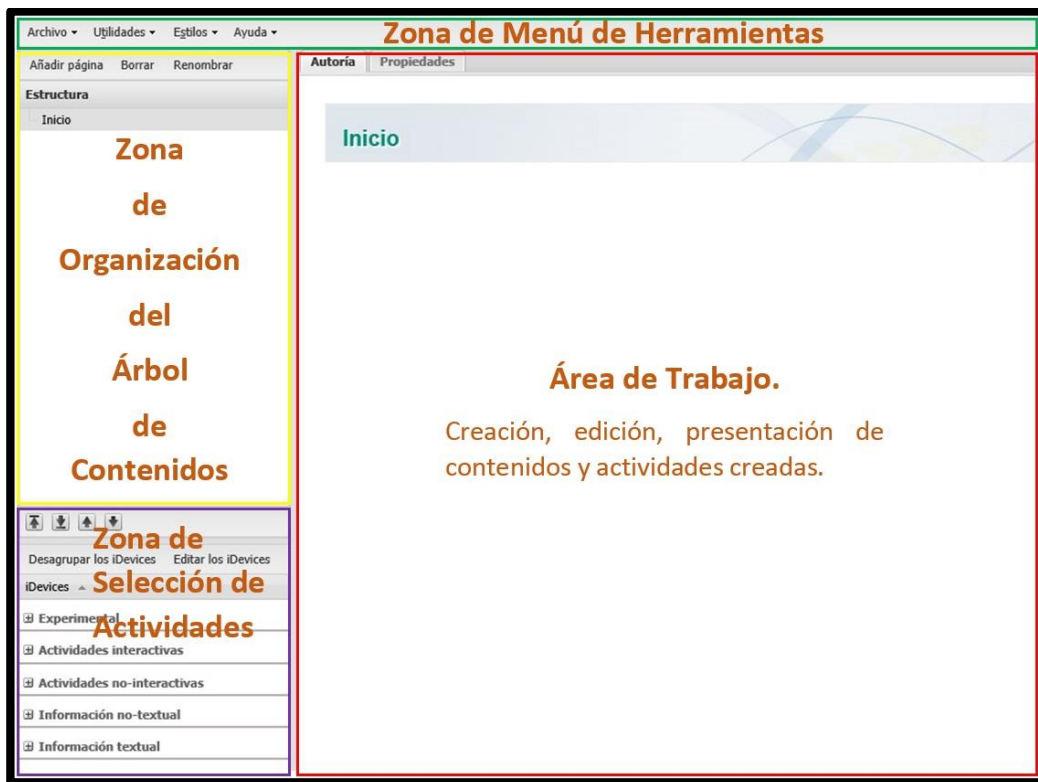 Archivo Utilidades Estilos Ayuda
Zona de Menú de Herramientas
Añadir página Borrar Renombrar
Estructura
Inicio
Zona
de
Organización
del
Árbol
de
Contenidos
Autoría Propiedades
Inicio
Área de Trabajo.
Creación, edición, presentación de
contenidos y actividades creadas.
Zona de
Desagrupar los iDevices Editar los iDevices
iDevices
Selección de
Experimental
Actividades
Actividades interactivas
Actividades no-interactivas
Información no-textual
Información textual